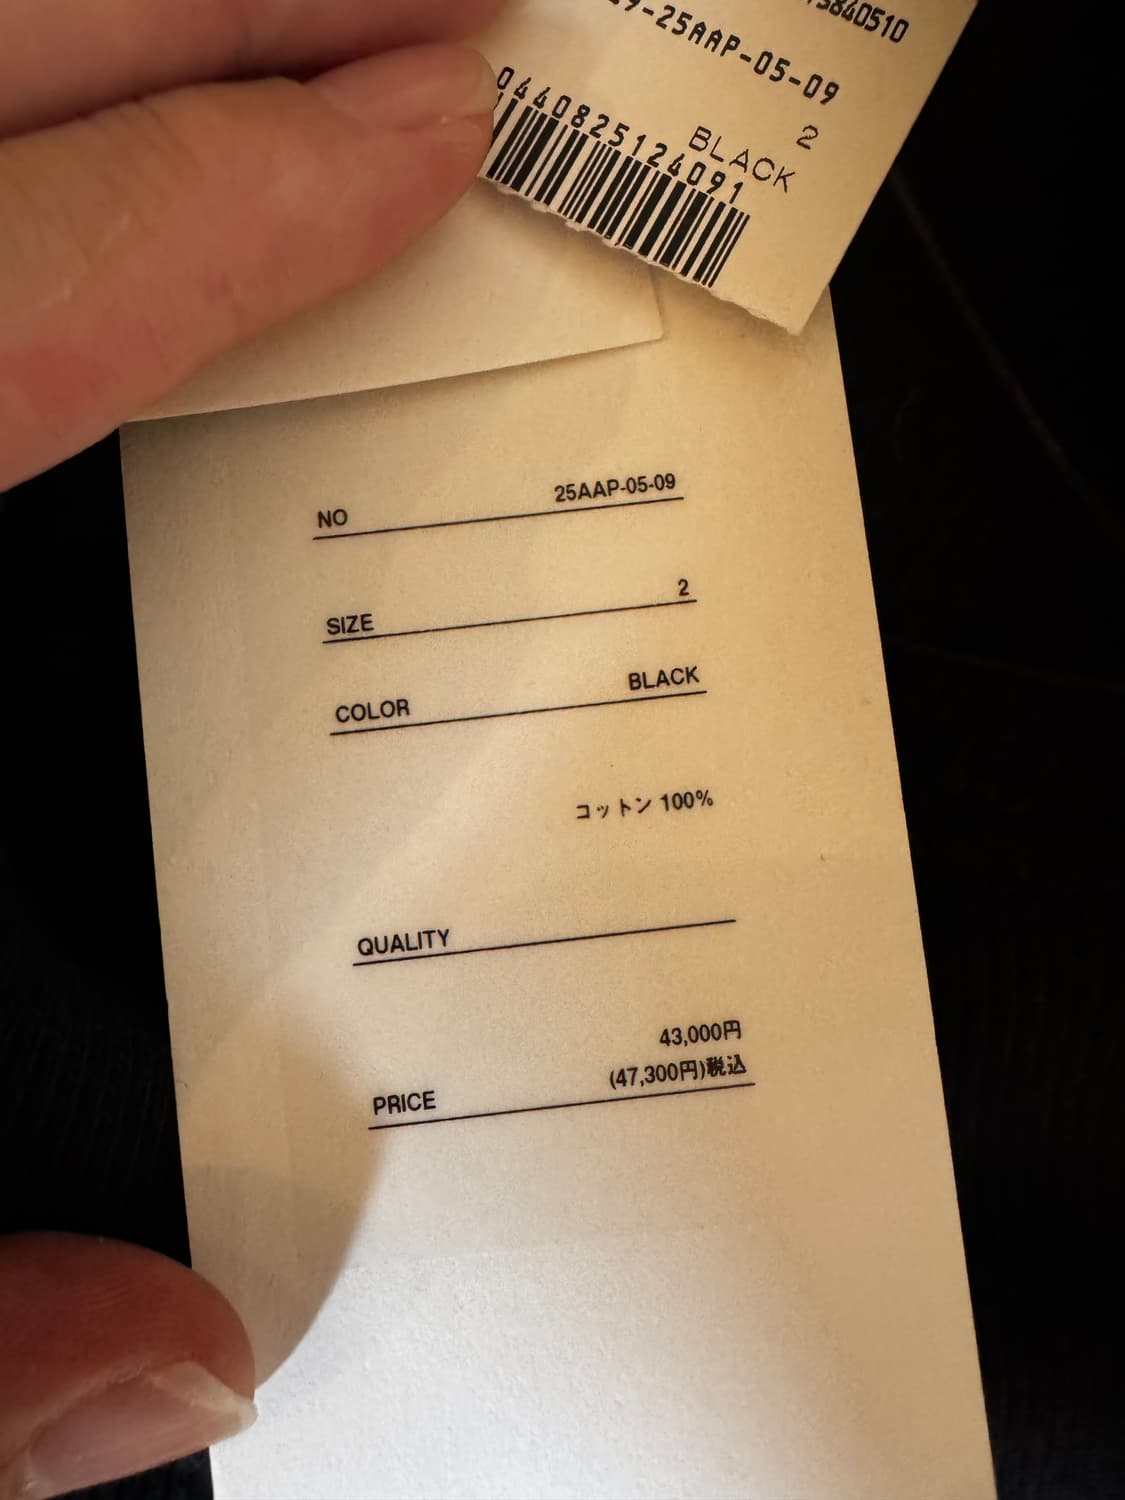 25AAP-05-09
2
BLACK
0440825124091
NO 25AAP-05-09
SIZE 2
COLOR BLACK
コットン 100%
QUALITY
43,000円
(47,300円)税込
PRICE